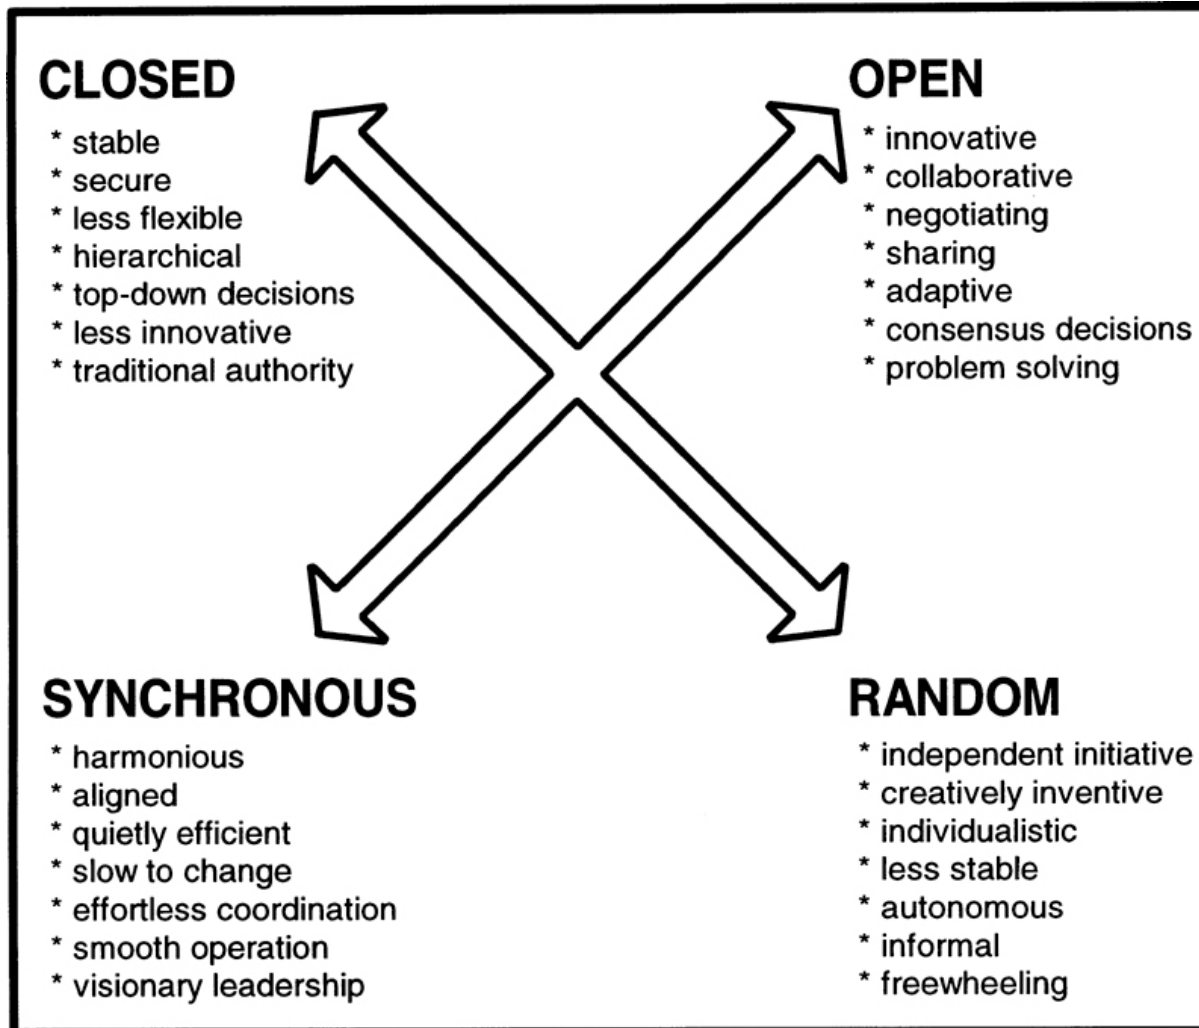 CLOSED
* stable
* secure
* less flexible
* hierarchical
* top-down decisions
* less innovative
* traditional authority
OPEN
* innovative
* collaborative
* negotiating
* sharing
* adaptive
* consensus decisions
* problem solving
SYNCHRONOUS
* harmonious
* aligned
* quietly efficient
* slow to change
* effortless coordination
* smooth operation
* visionary leadership
RANDOM
* independent initiative
* creatively inventive
* individualistic
* less stable
* autonomous
* informal
* freewheeling